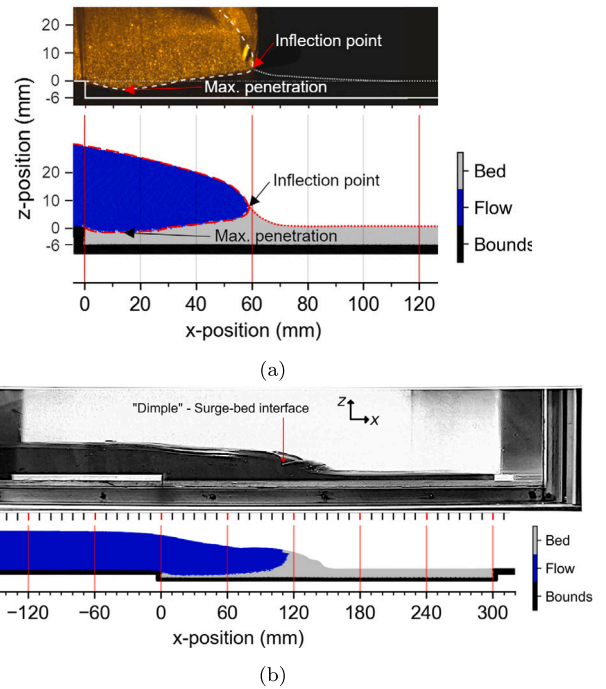 20
10
0
-6
Inflection point
Max. penetration
z-position (mm)
20
10
0
-6
Inflection point
Max. penetration
Bed
Flow
Bounds
0 20 40 60 80 100 120
x-position (mm)
(a)
"Dimple" - Surge-bed interface
z
x
Bed
Flow
Bounds
−120 −60 0 60 120 180 240 300
x-position (mm)
(b)